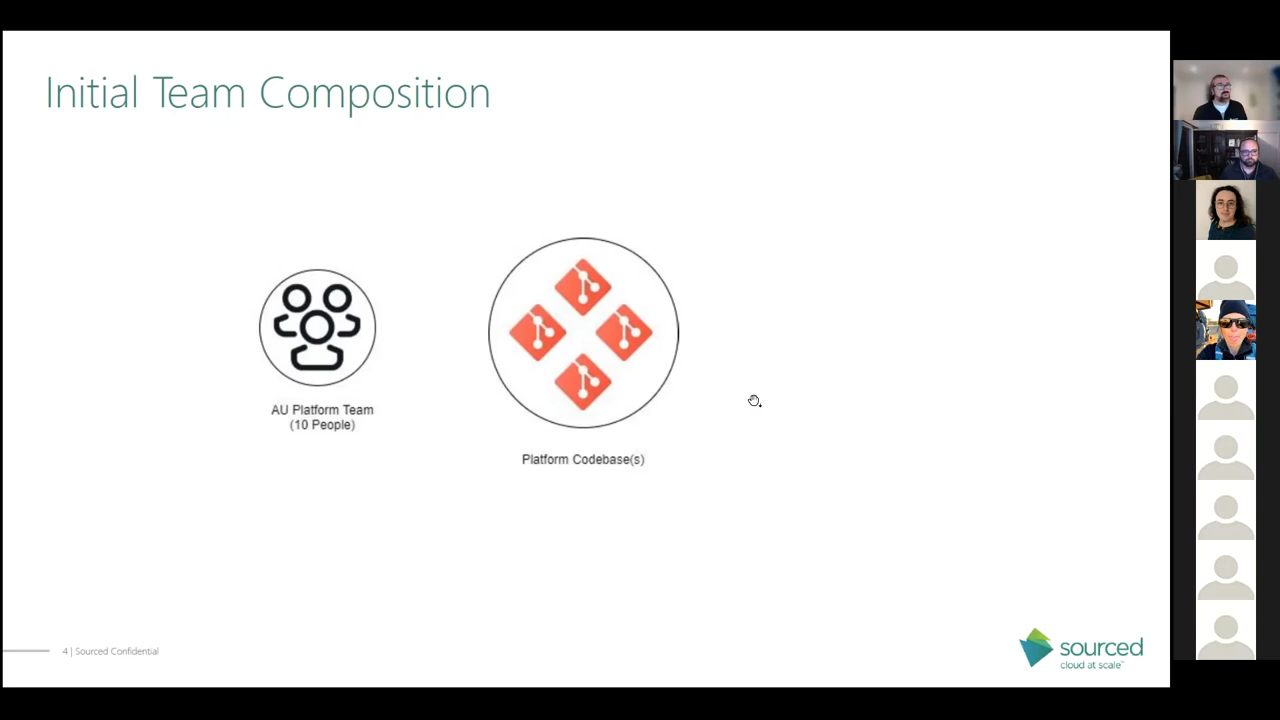 Initial Team Composition
AU Platform Team
(10 People)
Platform Codebase(s)
4 | Sourced Confidential
sourced
cloud at scale™